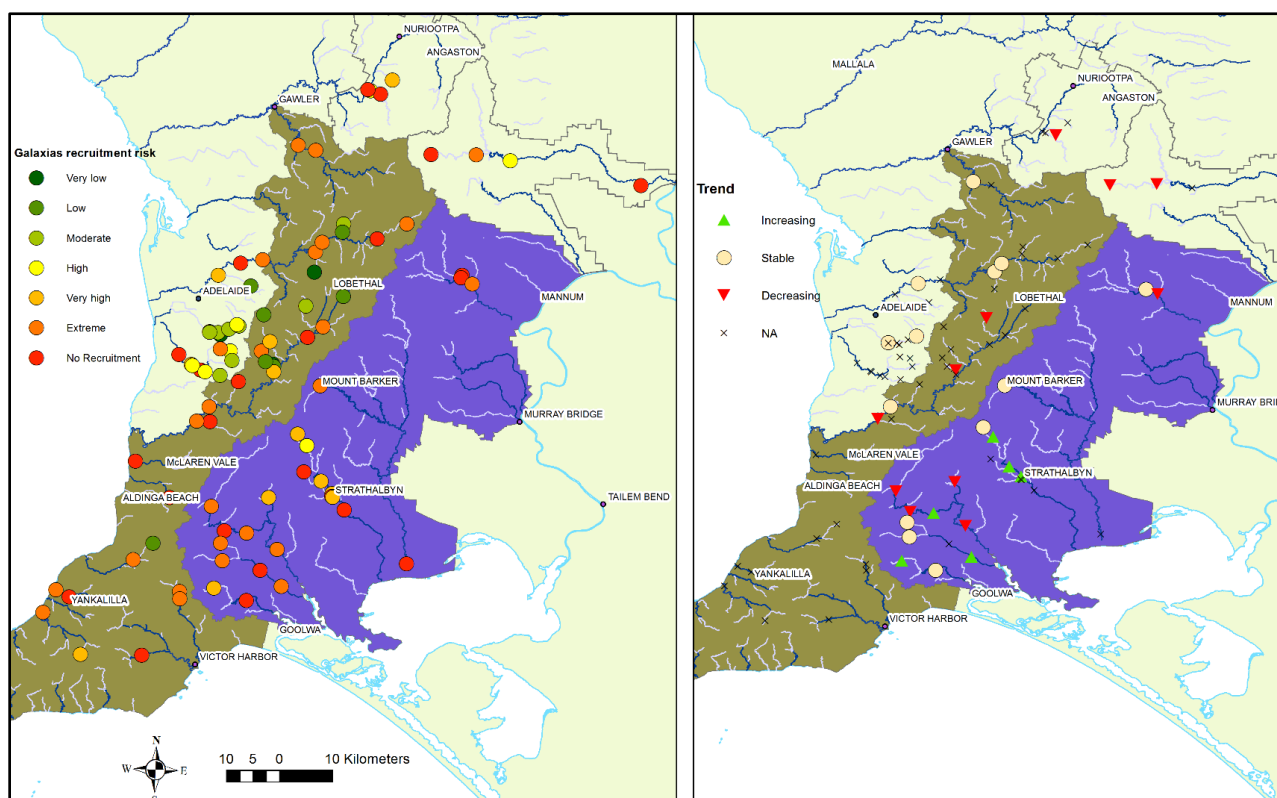 NURIOOTPA
ANGASTON
GAWLER
Galaxias recruitment risk
Very low
Low
Moderate
High
Very high
Extreme
No Recruitment
ADELAIDE
LOBETHAL
MANNUM
MOUNT BARKER
MURRAY BRIDGE
McLAREN VALE
ALDINGA BEACH
STRATHALBYN
TAILEM BEND
YANKALILLA
GOOLWA
VICTOR HARBOR
N
W
E
S
10 5 0 10 Kilometers
MALLALA
NURIOOTPA
ANGASTON
GAWLER
Trend
Increasing
Stable
Decreasing
NA
ADELAIDE
LOBETHAL
MANNUM
MOUNT BARKER
MURRAY BRI
McLAREN VALE
ALDINGA BEACH
STRATHALBYN
YANKALILLA
GOOLWA
VICTOR HARBOR